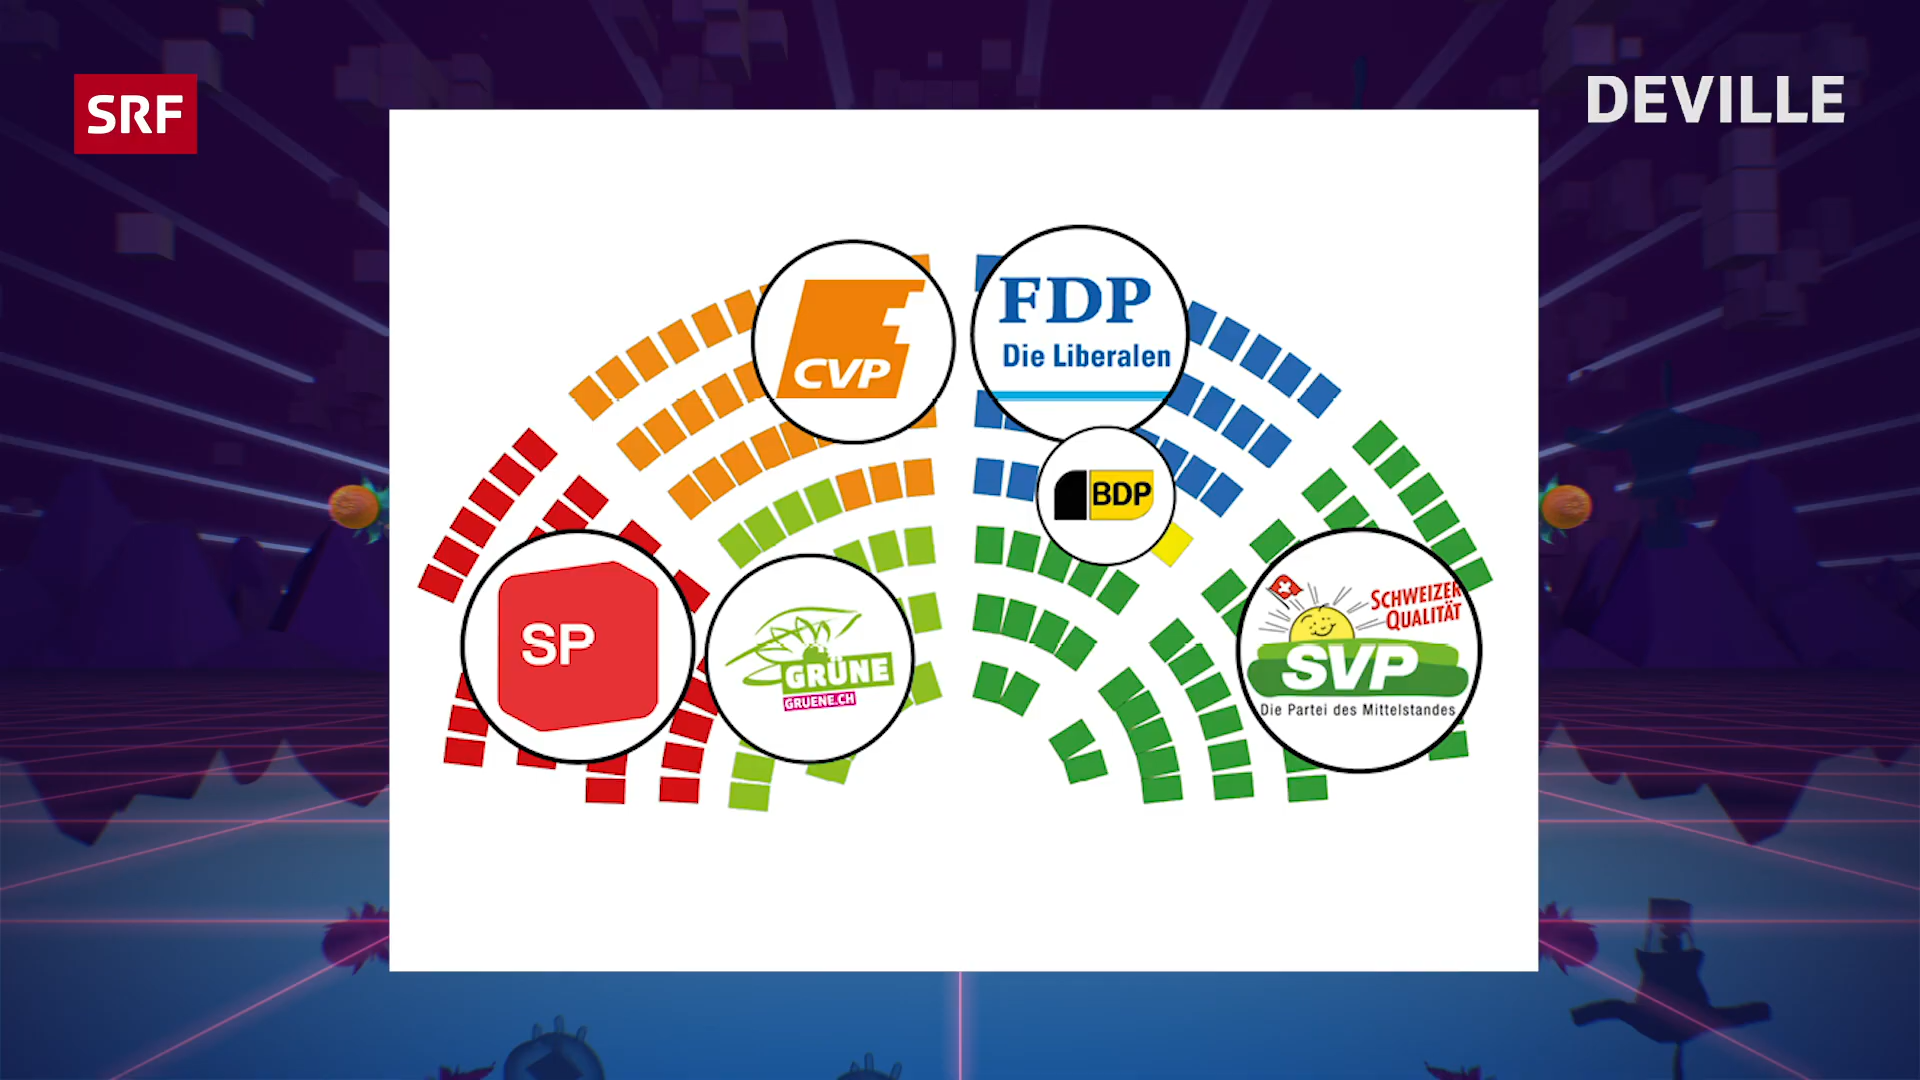 SRF
DEVILLE
CVP
FDP
Die Liberalen
BDP
SP
GRÜNE
GRUENE.CH
SCHWEIZER
QUALITÄT
SVP
Die Partei des Mittelstandes